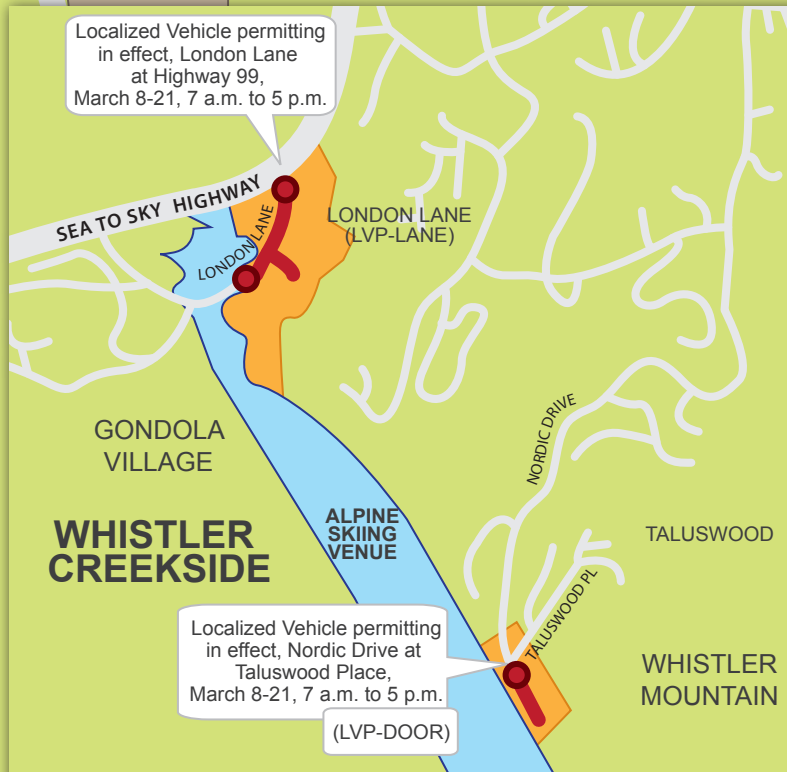 Localized Vehicle permitting
in effect, London Lane
at Highway 99,
March 8-21, 7 a.m. to 5 p.m.
SEA TO SKY HIGHWAY
LONDON LANE
LONDON LANE
(LVP-LANE)
GONDOLA
VILLAGE
WHISTLER
CREEKSIDE
ALPINE
SKIING
VENUE
NORDIC DRIVE
TALUSWOOD
TALUSWOOD PL
Localized Vehicle permitting
in effect, Nordic Drive at
Taluswood Place,
March 8-21, 7 a.m. to 5 p.m.
(LVP-DOOR)
WHISTLER
MOUNTAIN